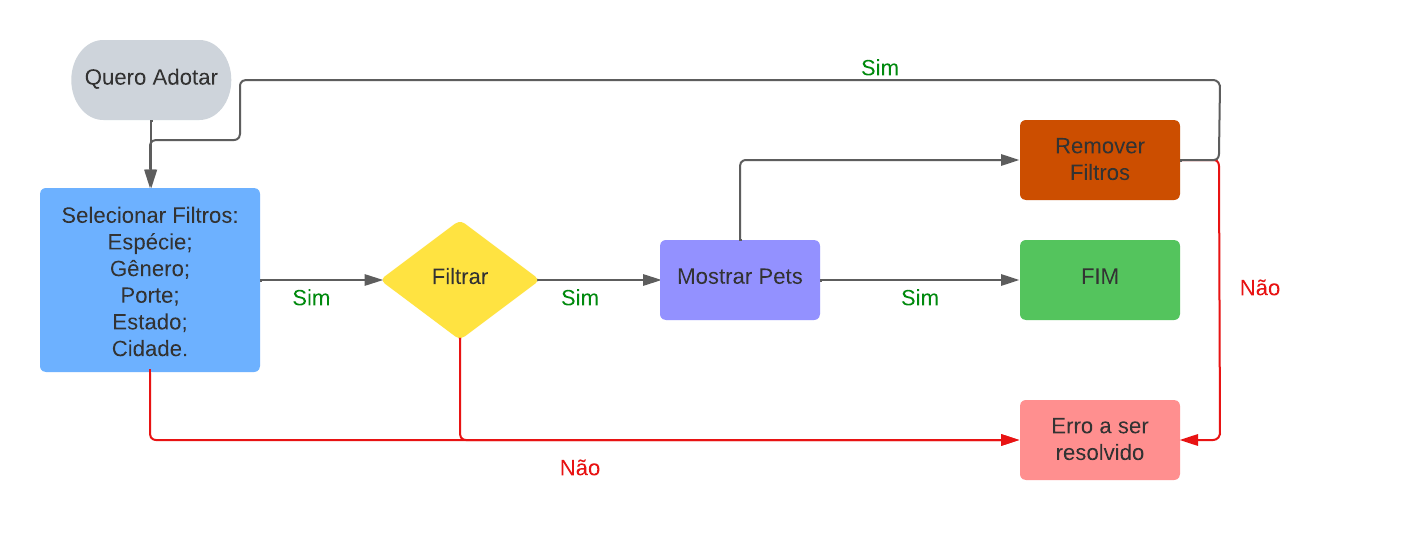 Quero Adotar
Sim
Remover
Filtros
Selecionar Filtros:
Espécie;
Gênero;
Porte;
Estado;
Cidade.
Sim
Filtrar
Sim
Mostrar Pets
Sim
FIM
Não
Erro a ser
resolvido
Não